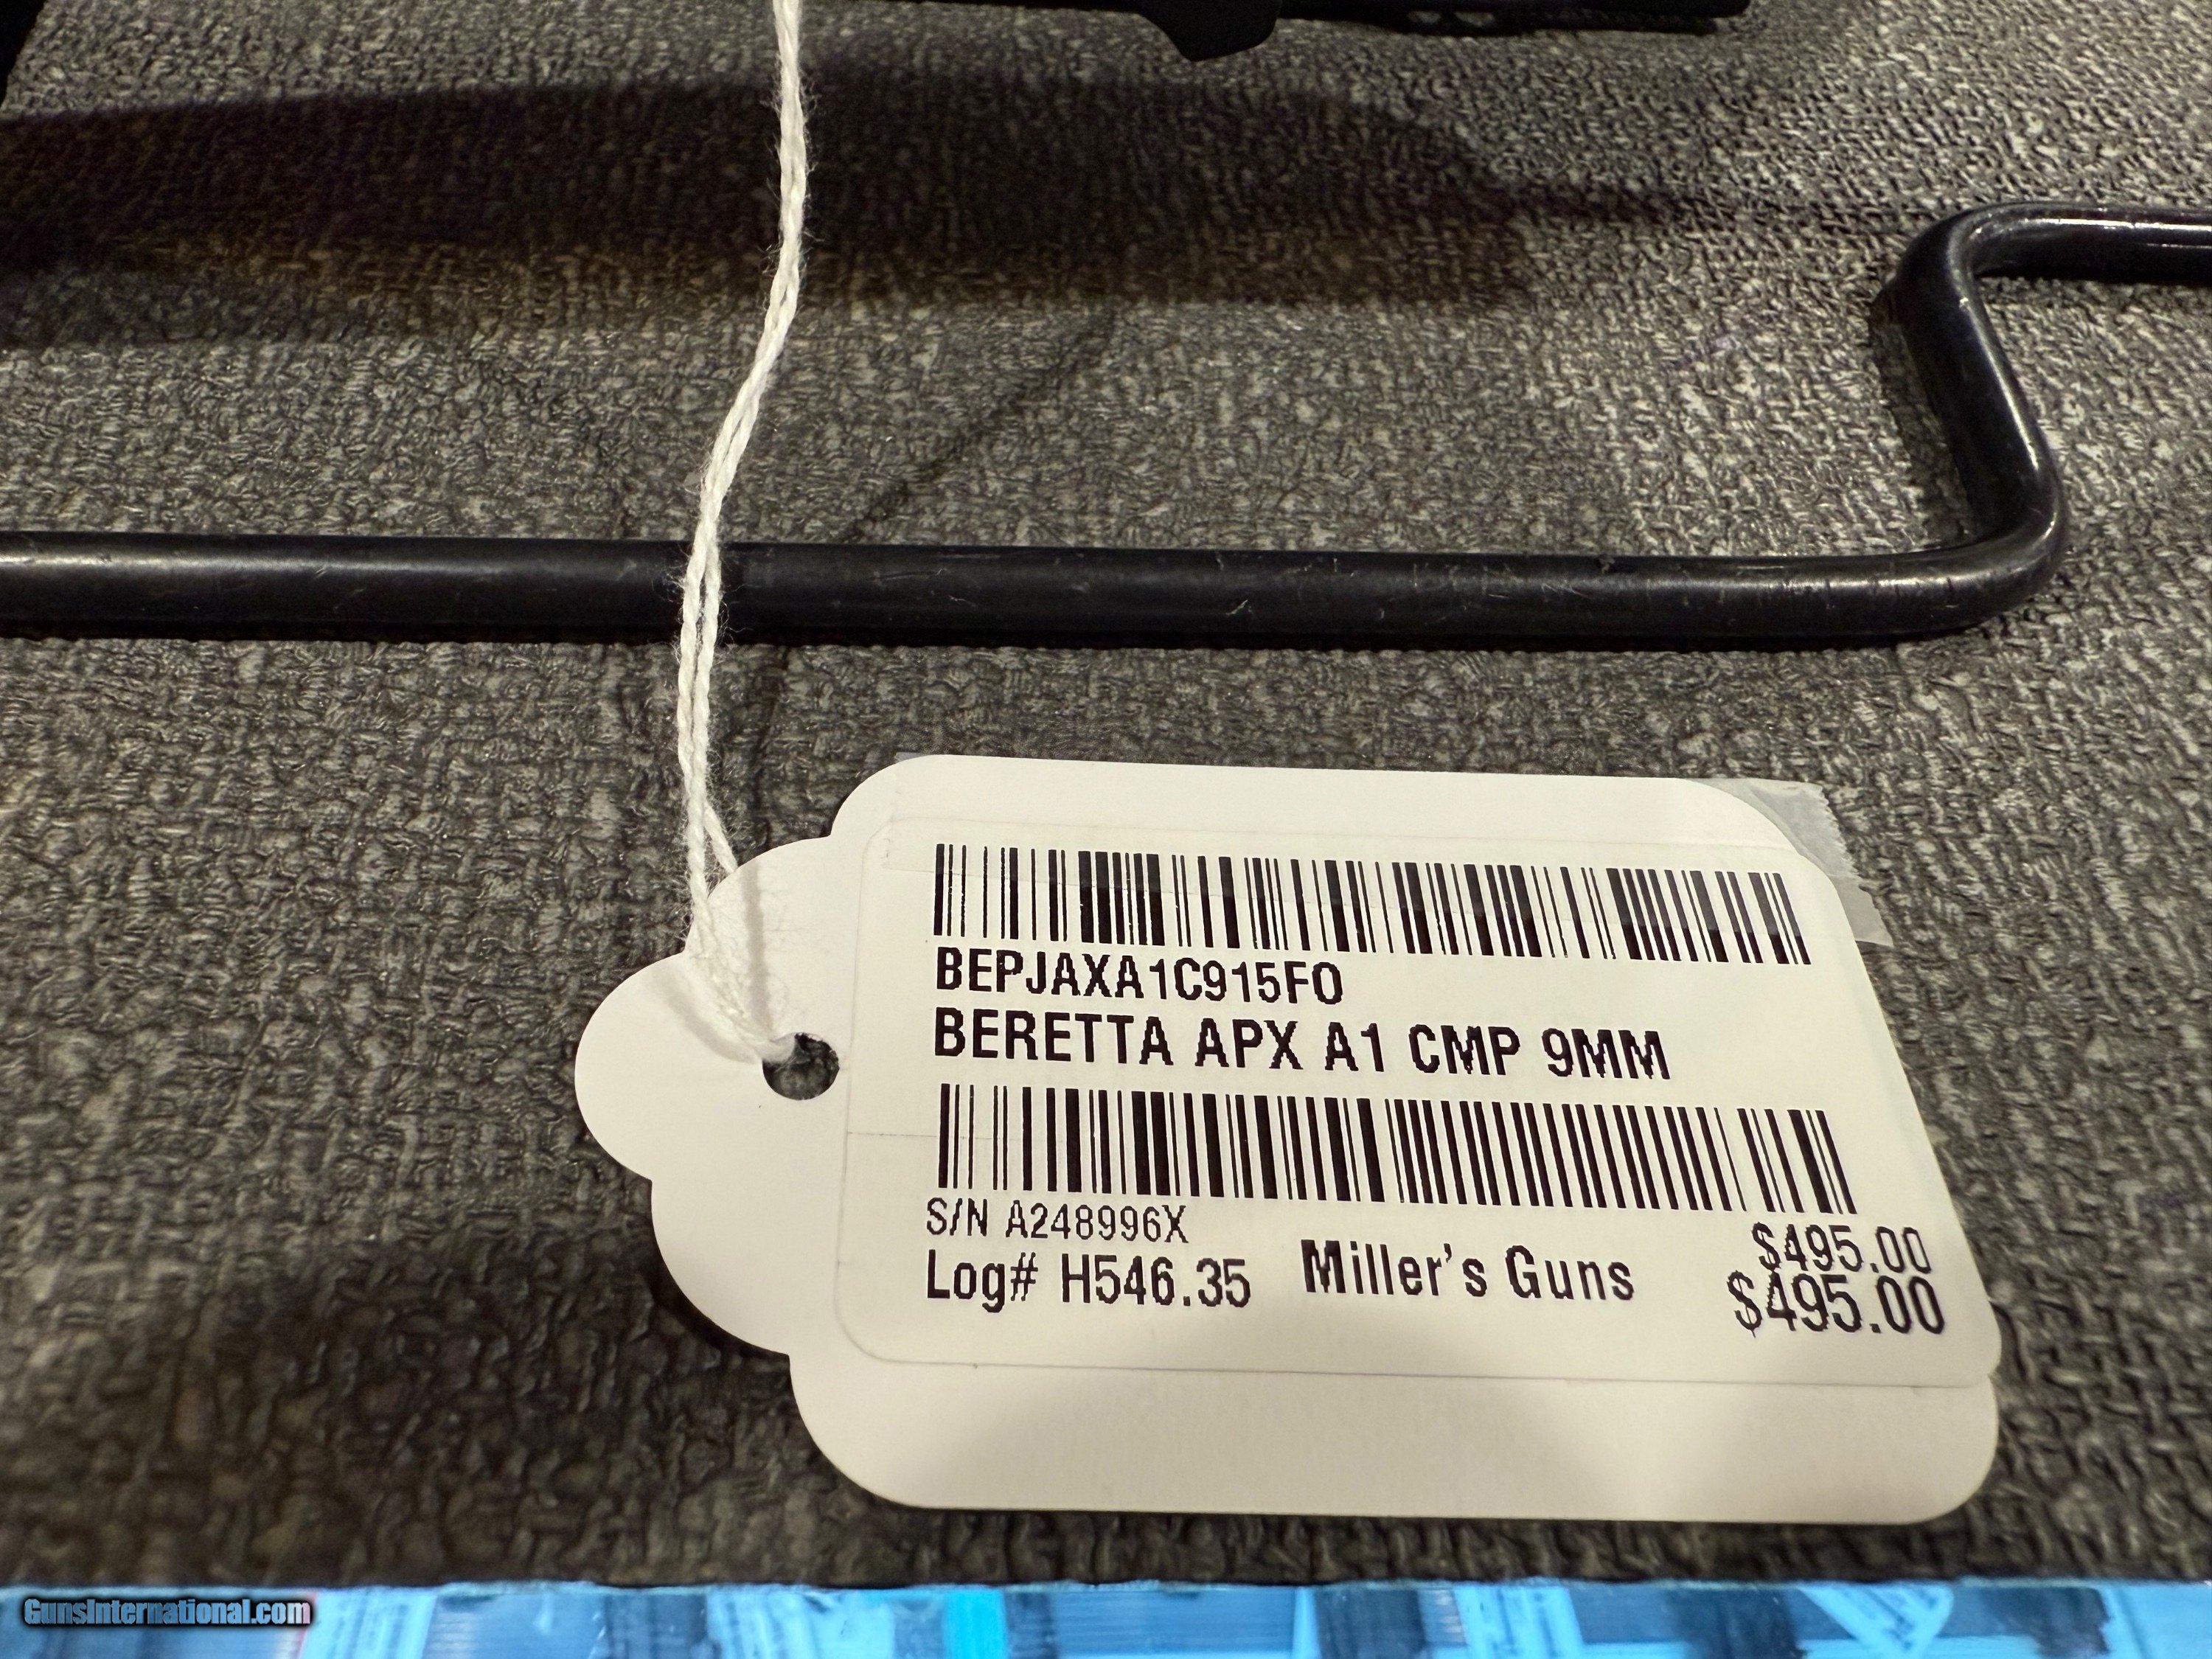 BEPJAXA1C915FO
BERETTA APX A1 CMP 9MM
S/N A248996X
$495.00
Log# H546.35
Miller's Guns
$495.00
GunsInternational.com